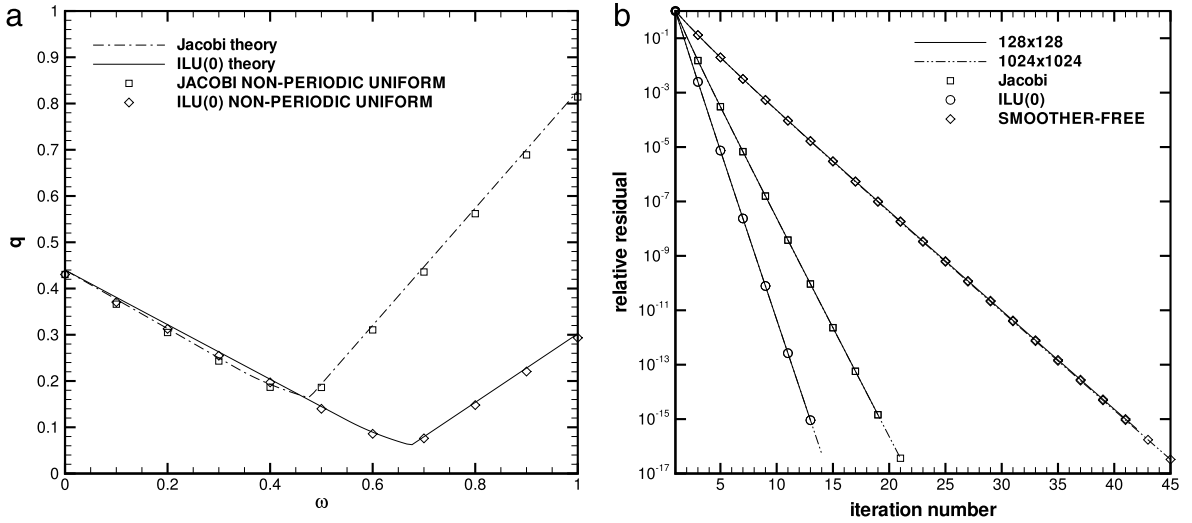 a
1
0.9
0.8
0.7
0.6
0.5
0.4
0.3
0.2
0.1
0
q
Jacobi theory
ILU(0) theory
JACOBI NON-PERIODIC UNIFORM
ILU(0) NON-PERIODIC UNIFORM
0 0.2 0.4 0.6 0.8 1
ω
b
10⁻¹
10⁻³
10⁻⁵
10⁻⁷
10⁻⁹
10⁻¹¹
10⁻¹³
10⁻¹⁵
10⁻¹⁷
relative residual
128x128
1024x1024
Jacobi
ILU(0)
SMOOTHER-FREE
5 10 15 20 25 30 35 40 45
iteration number